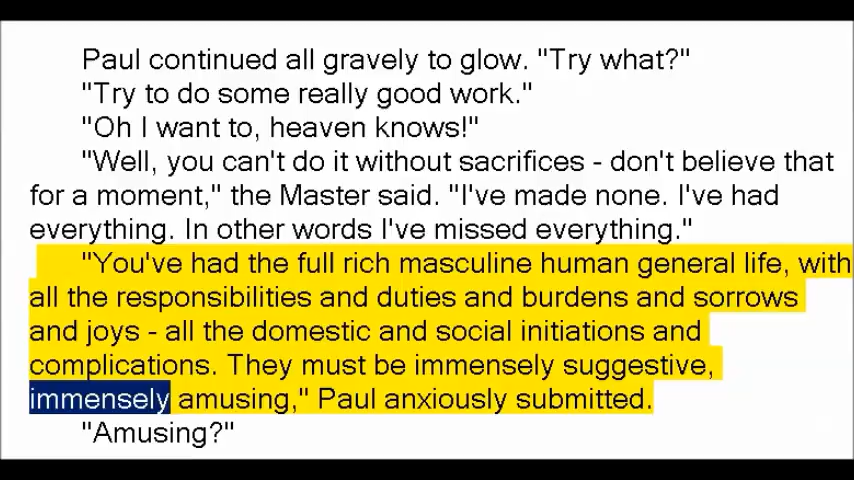 Paul continued all gravely to glow. "Try what?"
"Try to do some really good work."
"Oh I want to, heaven knows!"
"Well, you can't do it without sacrifices - don't believe that
for a moment," the Master said. "I've made none. I've had
everything. In other words I've missed everything."
"You've had the full rich masculine human general life, with
all the responsibilities and duties and burdens and sorrows
and joys - all the domestic and social initiations and
complications. They must be immensely suggestive,
immensely amusing," Paul anxiously submitted.
"Amusing?"